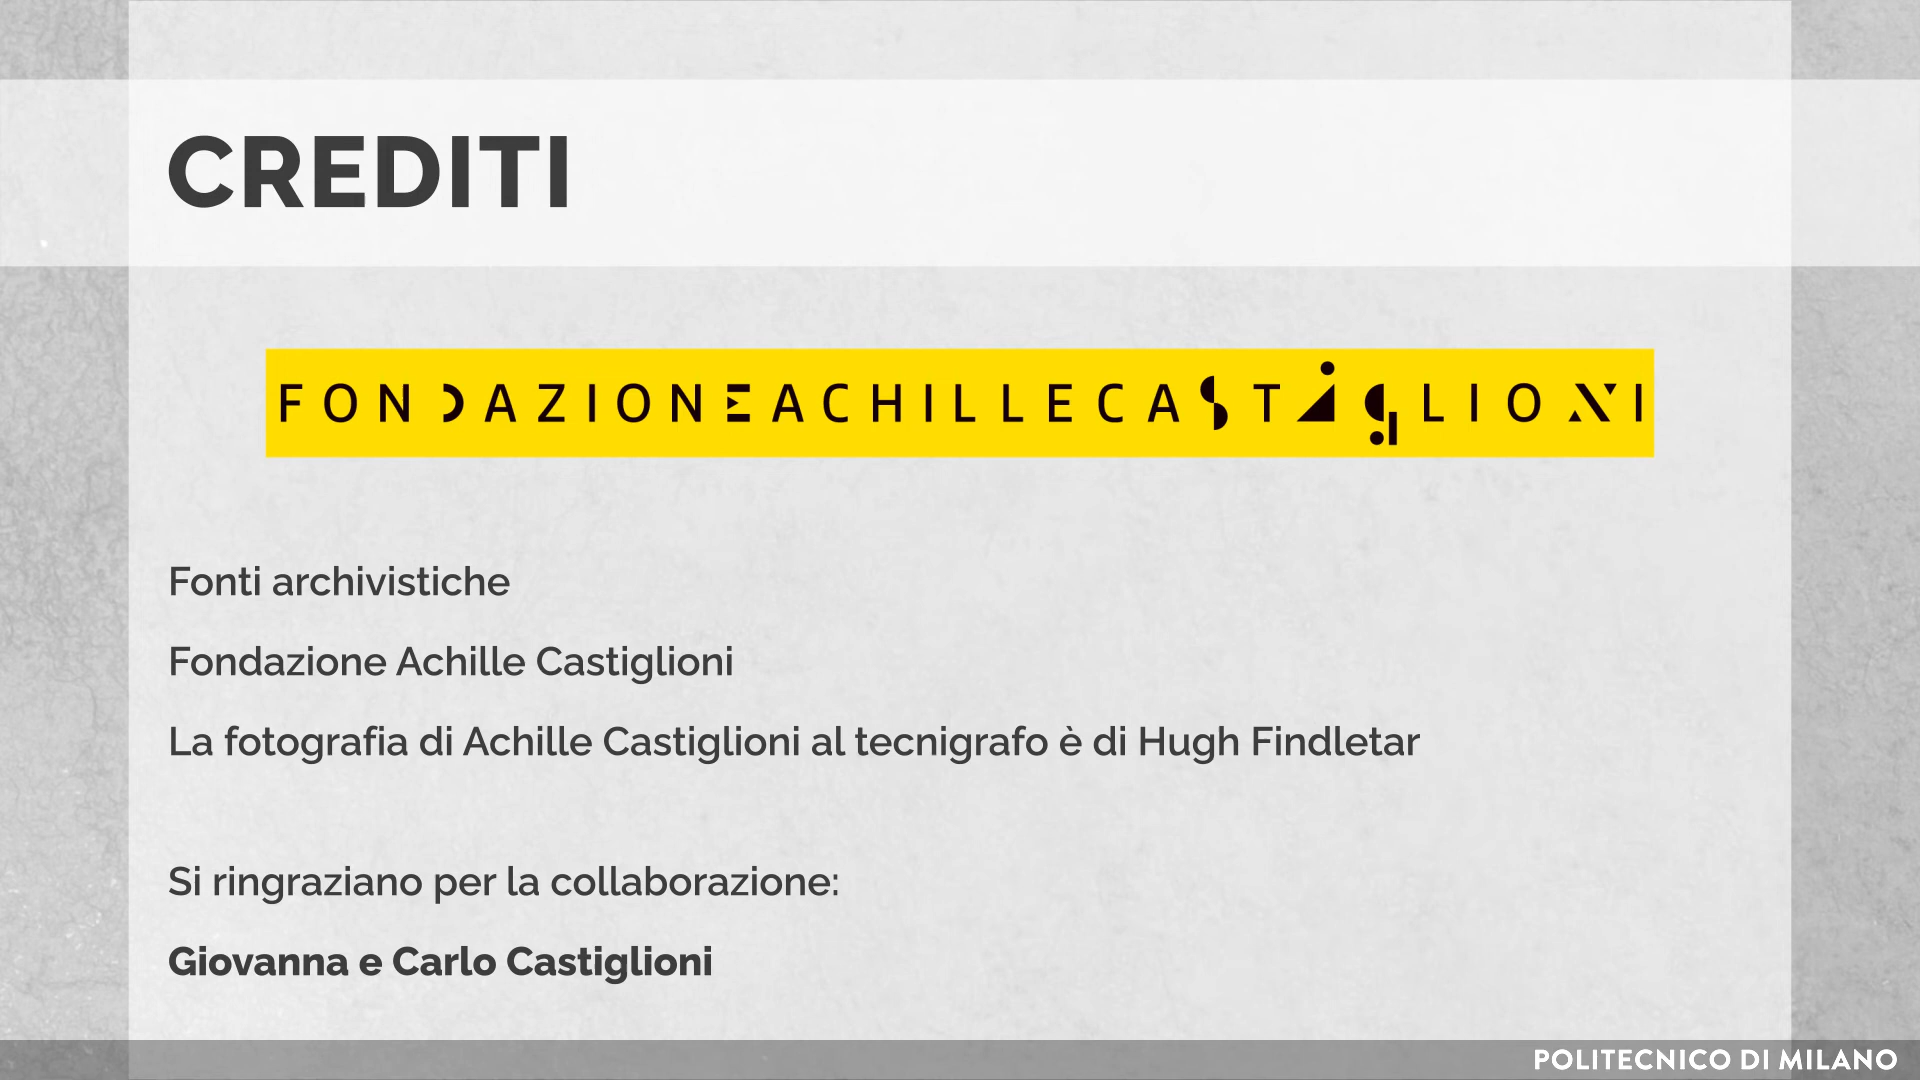 CREDITI
FONDAZIONEACHILLECASTigLIONI
Fonti archivistiche
Fondazione Achille Castiglioni
La fotografia di Achille Castiglioni al tecnigrafo è di Hugh Findletar
Si ringraziano per la collaborazione:
Giovanna e Carlo Castiglioni
POLITECNICO DI MILANO